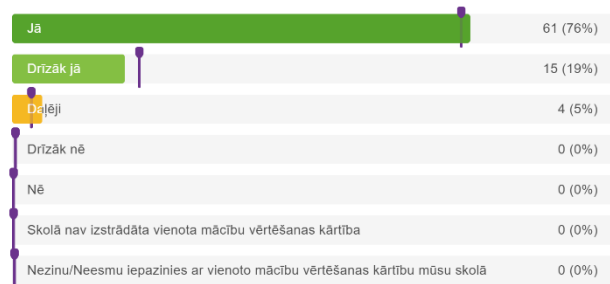 Jā 61 (76%)
Drīzāk jā 15 (19%)
Daļēji 4 (5%)
Drīzāk nē 0 (0%)
Nē 0 (0%)
Skolā nav izstrādāta vienota mācību vērtēšanas kārtība 0 (0%)
Nezinu/Neesmu iepazinies ar vienoto mācību vērtēšanas kārtību mūsu skolā 0 (0%)